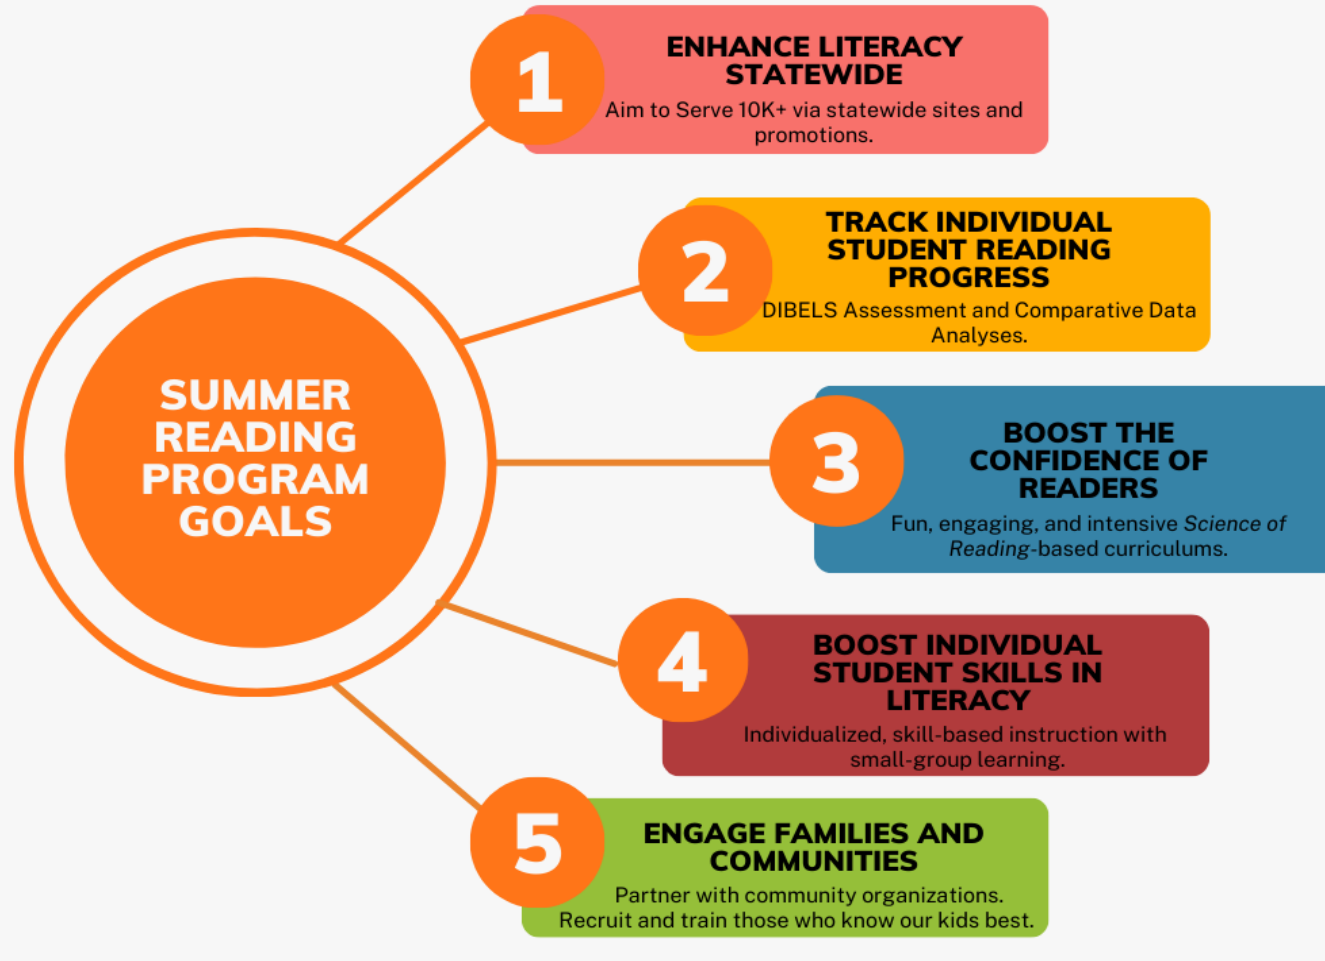 SUMMER
READING
PROGRAM
GOALS
1
ENHANCE LITERACY
STATEWIDE
Aim to Serve 10K+ via statewide sites and
promotions.
2
TRACK INDIVIDUAL
STUDENT READING
PROGRESS
DIBELS Assessment and Comparative Data
Analyses.
3
BOOST THE
CONFIDENCE OF
READERS
Fun, engaging, and intensive Science of
Reading-based curriculums.
4
BOOST INDIVIDUAL
STUDENT SKILLS IN
LITERACY
Individualized, skill-based instruction with
small-group learning.
5
ENGAGE FAMILIES AND
COMMUNITIES
Partner with community organizations.
Recruit and train those who know our kids best.